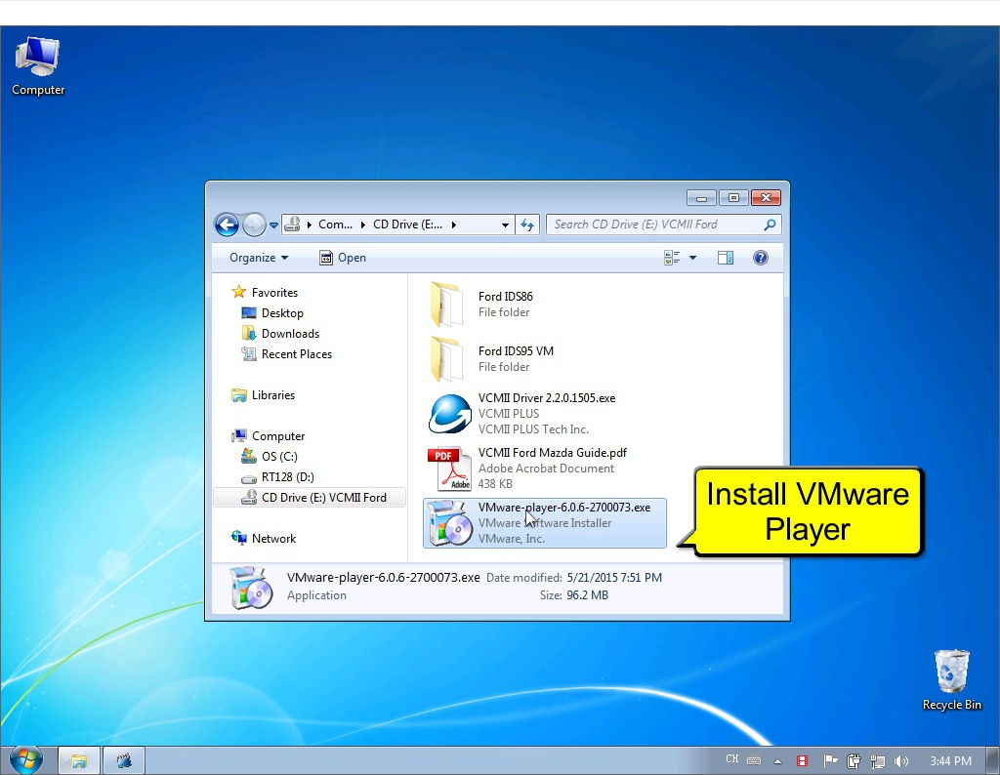 Computer
Com...
CD Drive (E:...
Search CD Drive (E:) VCMII Ford
Organize
Open
Favorites
Desktop
Downloads
Recent Places
Libraries
Computer
OS (C:)
RT128 (D:)
CD Drive (E:) VCMII Ford
Network
Ford IDS86
File folder
Ford IDS95 VM
File folder
VCMII Driver 2.2.0.1505.exe
VCMII PLUS
VCMII PLUS Tech Inc.
PDF
Adobe
VCMII Ford Mazda Guide.pdf
Adobe Acrobat Document
438 KB
VMware-player-6.0.6-2700073.exe
VMware Software Installer
VMware, Inc.
Install VMware
Player
VMware-player-6.0.6-2700073.exe Date modified: 5/21/2015 7:51 PM
Application Size: 96.2 MB
Recycle Bin
CH
3:44 PM